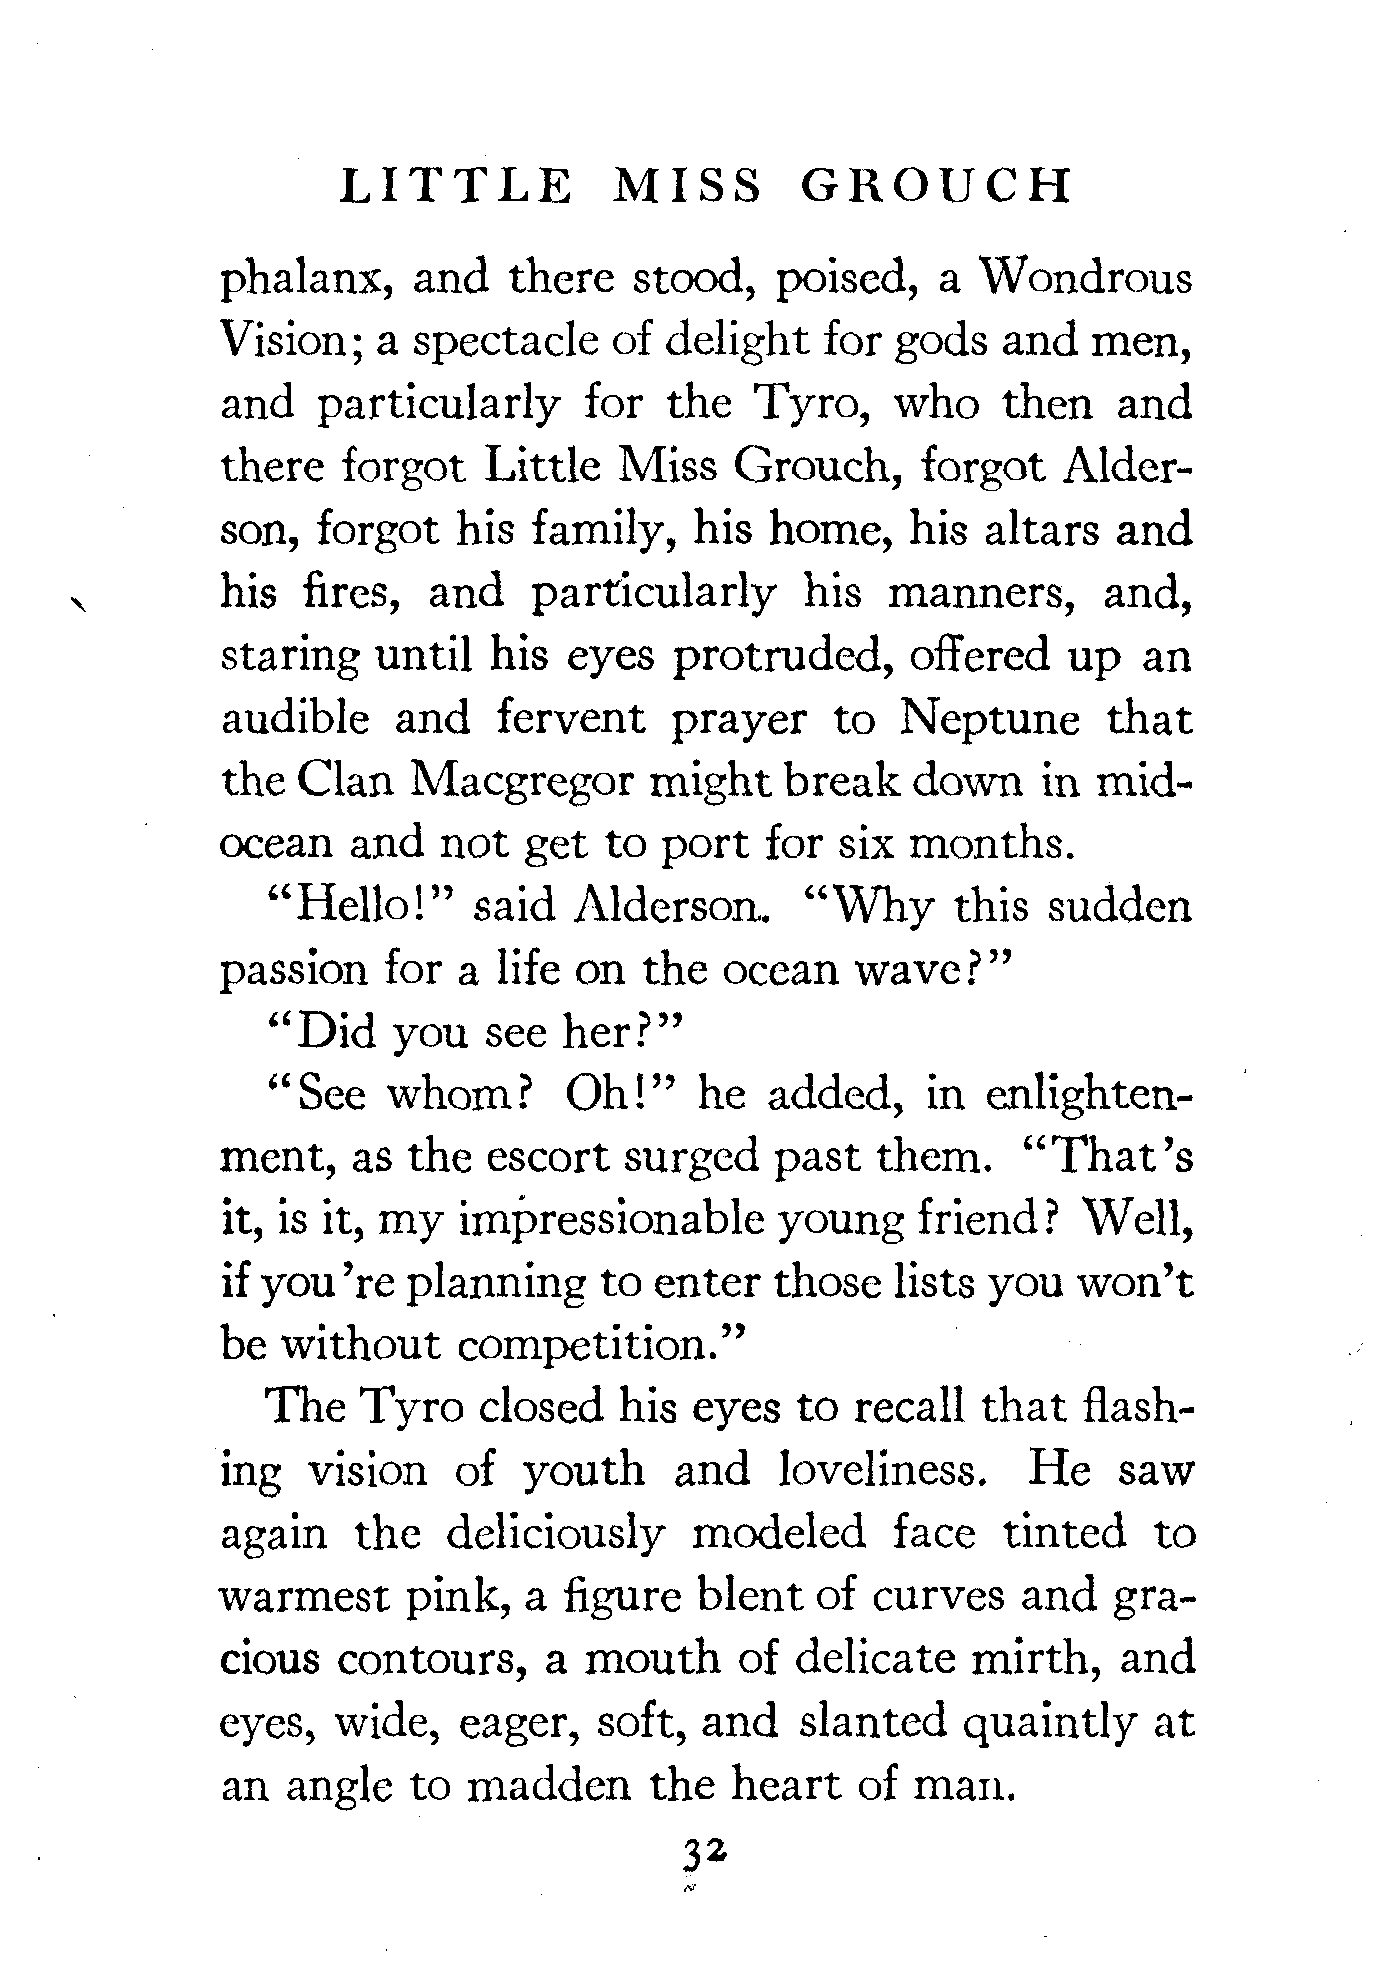 LITTLE MISS GROUCH
phalanx, and there stood, poised, a Wondrous
Vision; a spectacle of delight for gods and men,
and particularly for the Tyro, who then and
there forgot Little Miss Grouch, forgot Alder-
son, forgot his family, his home, his altars and
his fires, and particularly his manners, and,
staring until his eyes protruded, offered up an
audible and fervent prayer to Neptune that
the Clan Macgregor might break down in mid-
ocean and not get to port for six months.
"Hello!" said Alderson. "Why this sudden
passion for a life on the ocean wave?"
"Did you see her?"
"See whom? Oh!" he added, in enlighten-
ment, as the escort surged past them. "That's
it, is it, my impressionable young friend? Well,
if you're planning to enter those lists you won't
be without competition."
The Tyro closed his eyes to recall that flash-
ing vision of youth and loveliness. He saw
again the deliciously modeled face tinted to
warmest pink, a figure blent of curves and gra-
cious contours, a mouth of delicate mirth, and
eyes, wide, eager, soft, and slanted quaintly at
an angle to madden the heart of man.
32